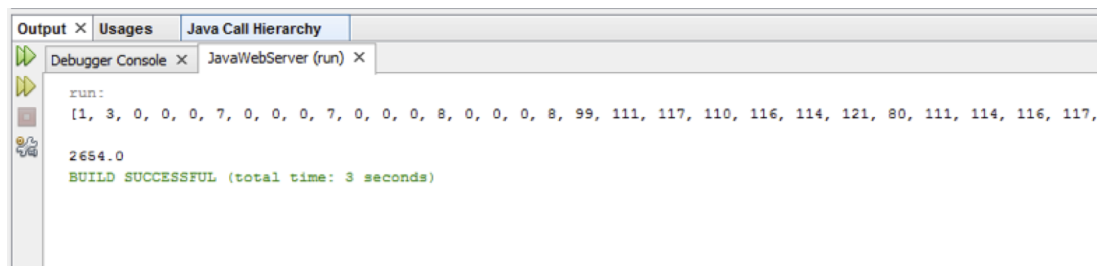 Output × Usages Java Call Hierarchy
Debugger Console × JavaWebServer (run) ×
run:
[1, 3, 0, 0, 0, 7, 0, 0, 0, 7, 0, 0, 0, 8, 0, 0, 0, 8, 99, 111, 117, 110, 116, 114, 121, 80, 111, 114, 116, 117,
2654.0
BUILD SUCCESSFUL (total time: 3 seconds)